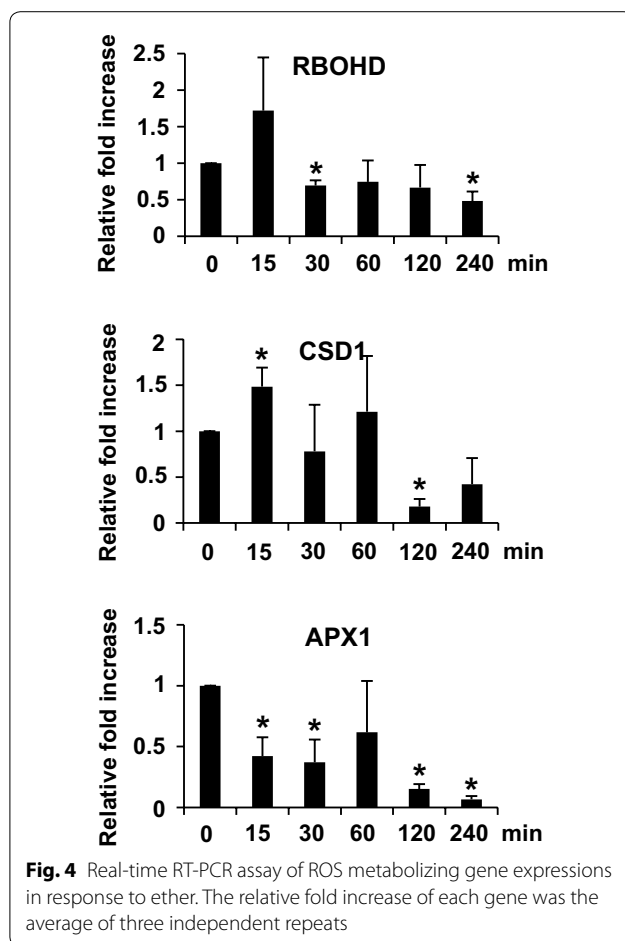 RBOHD
Relative fold increase
2.5
2
1.5
1
0.5
0
*
*
0 15 30 60 120 240 min
CSD1
Relative fold increase
2
1.5
1
0.5
0
*
*
0 15 30 60 120 240 min
APX1
Relative fold increase
1.5
1
0.5
0
* * * *
0 15 30 60 120 240 min
Fig. 4 Real-time RT-PCR assay of ROS metabolizing gene expressions
in response to ether. The relative fold increase of each gene was the
average of three independent repeats